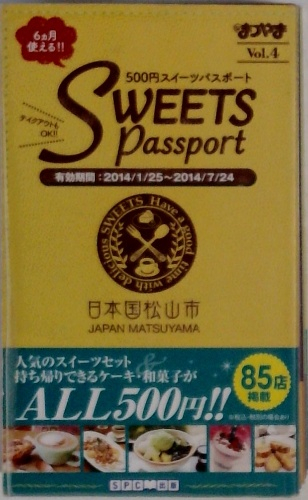 6ヵ月
使える!!
まつやま
Vol.4
500円スイーツパスポート
SWEETS
Passport
テイクアウトも
OK!!
有効期間：2014/1/25～2014/7/24
SWEETS Have a good time with delicious
日本国松山市
JAPAN MATSUYAMA
人気のスイーツセット
持ち帰りできるケーキ・和菓子が
ALL500円!!
85店
掲載
SPC出版